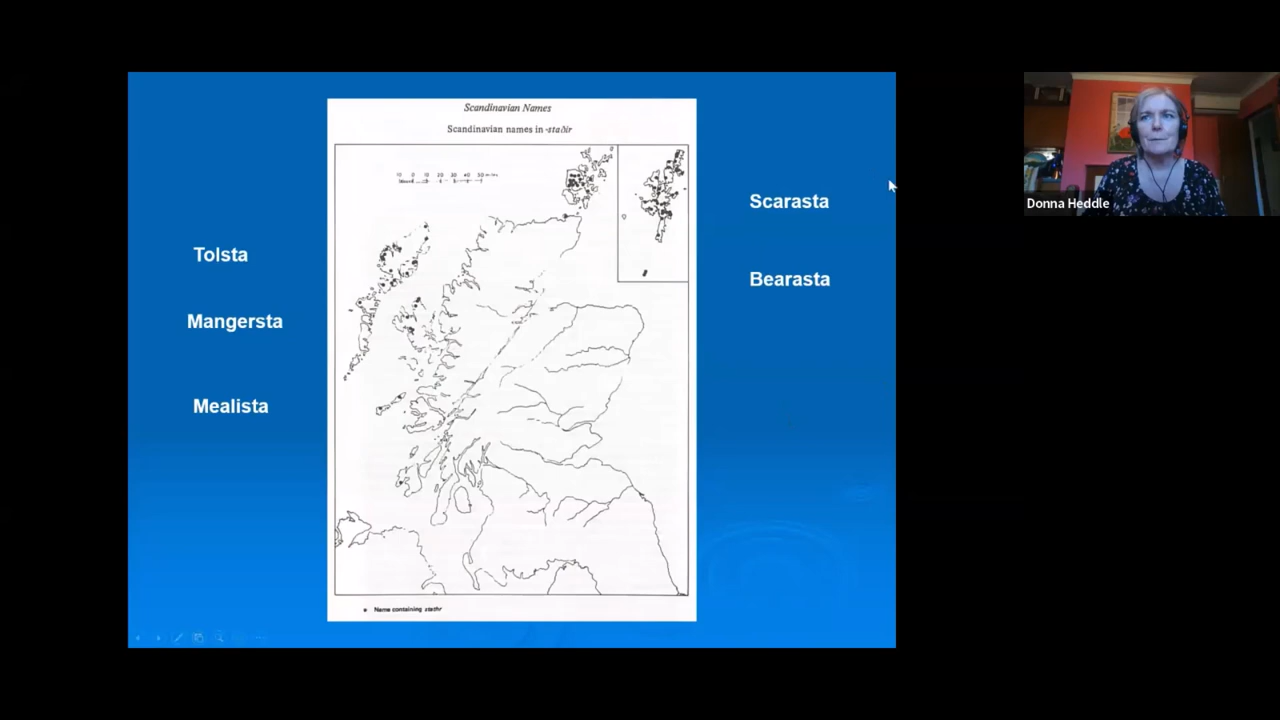 Scandinavian Names
Scandinavian names in -staðir
Tolsta
Mangersta
Mealista
Scarasta
Bearasta
Name containing staðir
Donna Heddle